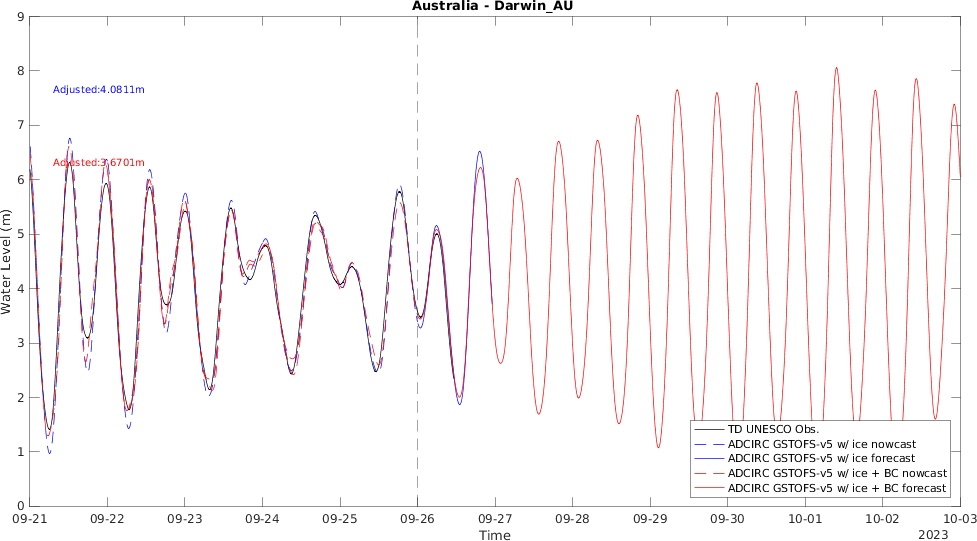 Australia - Darwin_AU
9
8
Adjusted:4.0811m
7
Adjusted:3.6701m
6
5
Water Level (m)
4
3
2
1
0
TD UNESCO Obs.
ADCIRC GSTOFS-v5 w/ ice nowcast
ADCIRC GSTOFS-v5 w/ ice forecast
ADCIRC GSTOFS-v5 w/ ice + BC nowcast
ADCIRC GSTOFS-v5 w/ ice + BC forecast
09-21 09-22 09-23 09-24 09-25 09-26 09-27 09-28 09-29 09-30 10-01 10-02 10-03
Time
2023